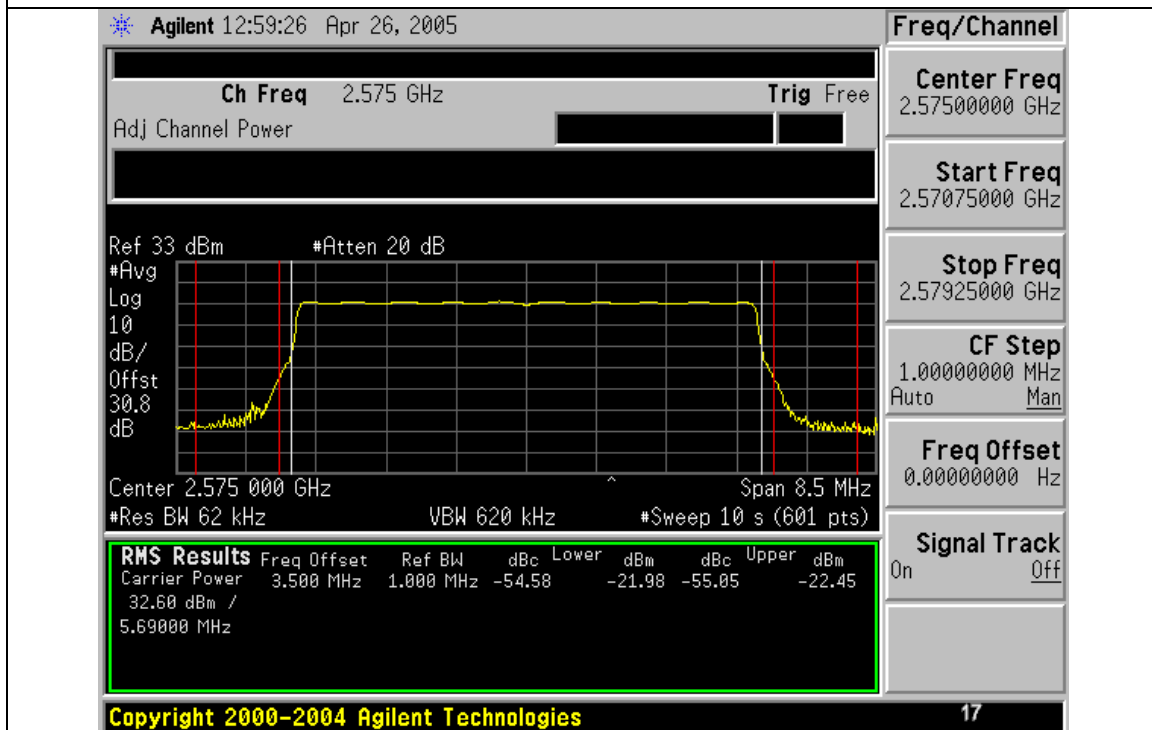 Agilent 12:59:26 Apr 26, 2005
Freq/Channel
Ch Freq 2.575 GHz Trig Free
Adj Channel Power
Center Freq
2.57500000 GHz
Start Freq
2.57075000 GHz
Stop Freq
2.57925000 GHz
CF Step
1.00000000 MHz
Auto Man
Freq Offset
0.00000000 Hz
Signal Track
On Off
Ref 33 dBm #Atten 20 dB
#Avg
Log
10
dB/
Offst
30.8
dB
Center 2.575 000 GHz ^ Span 8.5 MHz
#Res BW 62 kHz VBW 620 kHz #Sweep 10 s (601 pts)
RMS Results Freq Offset Ref BW dBc Lower dBm dBc Upper dBm
Carrier Power 3.500 MHz 1.000 MHz -54.58 -21.98 -55.05 -22.45
32.60 dBm /
5.69000 MHz
Copyright 2000-2004 Agilent Technologies
17